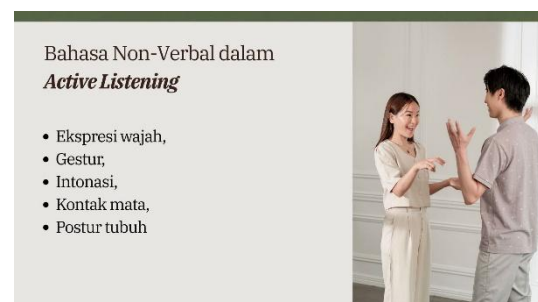 Bahasa Non-Verbal dalam
Active Listening
• Ekspresi wajah,
• Gestur,
• Intonasi,
• Kontak mata,
• Postur tubuh